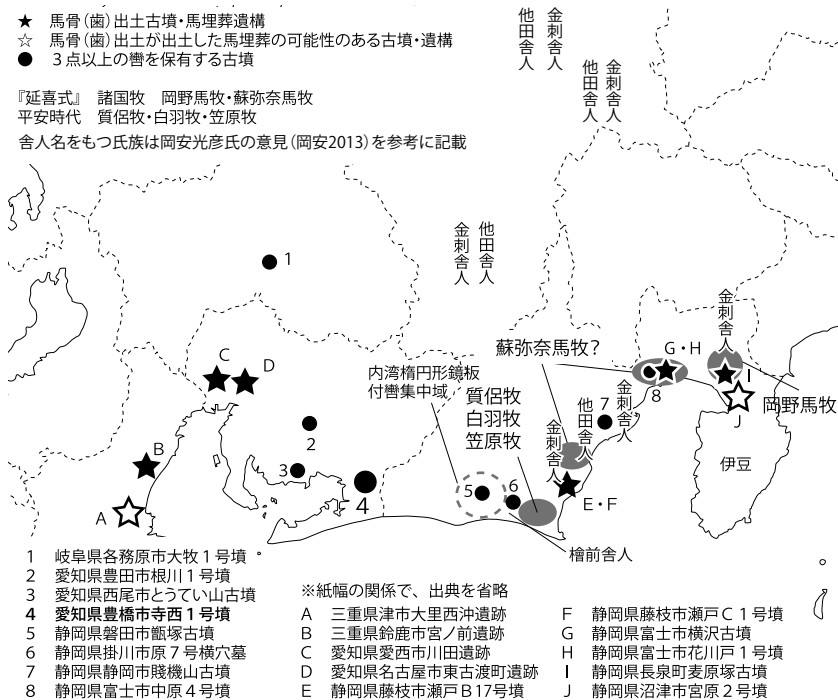 ★ 馬骨(歯)出土古墳・馬埋葬遺構
☆ 馬骨(歯)出土が出土した馬埋葬の可能性のある古墳・遺構
● 3点以上の轡を保有する古墳
『延喜式』 諸国牧 岡野馬牧・蘇弥奈馬牧
平安時代 質侶牧・白羽牧・笠原牧
舎人名をもつ氏族は岡安光彦氏の意見(岡安2013)を参考に記載
金刺舎人
他田舎人
金刺舎人
他田舎人
他田舎人
金刺舎人
1
C
D
2
3
4
B
A
内湾楕円形鏡板
付轡集中域
質侶牧
白羽牧
笠原牧
蘇弥奈馬牧?
5
6
金刺舎人
他田舎人
7
金刺舎人
E・F
檜前舎人
G・H
8
金刺舎人
I
J
岡野馬牧
伊豆
1 岐阜県各務原市大牧1号墳
2 愛知県豊田市根川1号墳
3 愛知県西尾市とうてい山古墳
4 愛知県豊橋市寺西1号墳
5 静岡県磐田市甑塚古墳
6 静岡県掛川市原7号横穴墓
7 静岡県静岡市賤機山古墳
8 静岡県富士市中原4号墳
※紙幅の関係で、出典を省略
A 三重県津市大里西沖遺跡
B 三重県鈴鹿市宮ノ前遺跡
C 愛知県愛西市川田遺跡
D 愛知県名古屋市東古渡町遺跡
E 静岡県藤枝市瀬戸B17号墳
F 静岡県藤枝市瀬戸C1号墳
G 静岡県富士市横沢古墳
H 静岡県富士市花川戸1号墳
I 静岡県長泉町麦原塚古墳
J 静岡県沼津市宮原2号墳